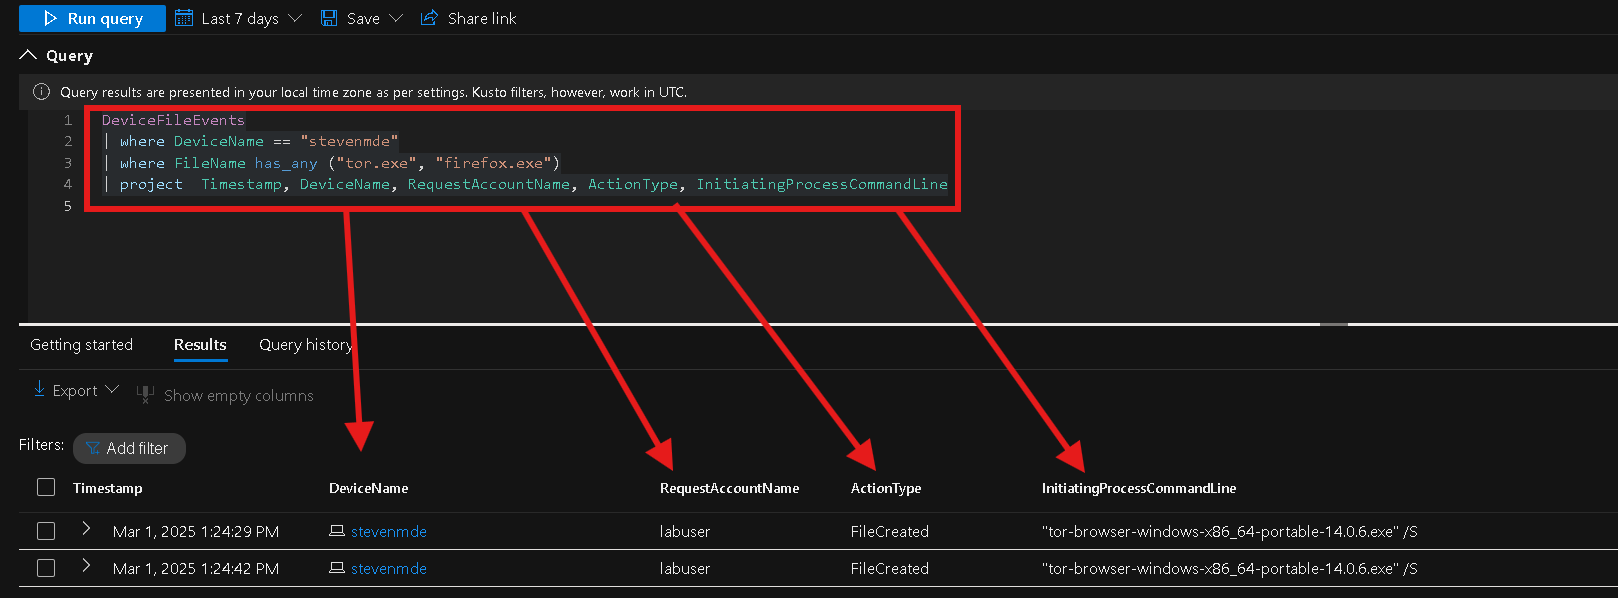 Run query Last 7 days Save Share link
Query
Query results are presented in your local time zone as per settings. Kusto filters, however, work in UTC.
1 DeviceFileEvents
2 | where DeviceName == "stevenmde"
3 | where FileName has_any ("tor.exe", "firefox.exe")
4 | project  Timestamp, DeviceName, RequestAccountName, ActionType, InitiatingProcessCommandLine
5
Getting started Results Query history
Export Show empty columns
Filters: Add filter
Timestamp DeviceName RequestAccountName ActionType InitiatingProcessCommandLine
Mar 1, 2025 1:24:29 PM stevenmde labuser FileCreated "tor-browser-windows-x86_64-portable-14.0.6.exe" /S
Mar 1, 2025 1:24:42 PM stevenmde labuser FileCreated "tor-browser-windows-x86_64-portable-14.0.6.exe" /S